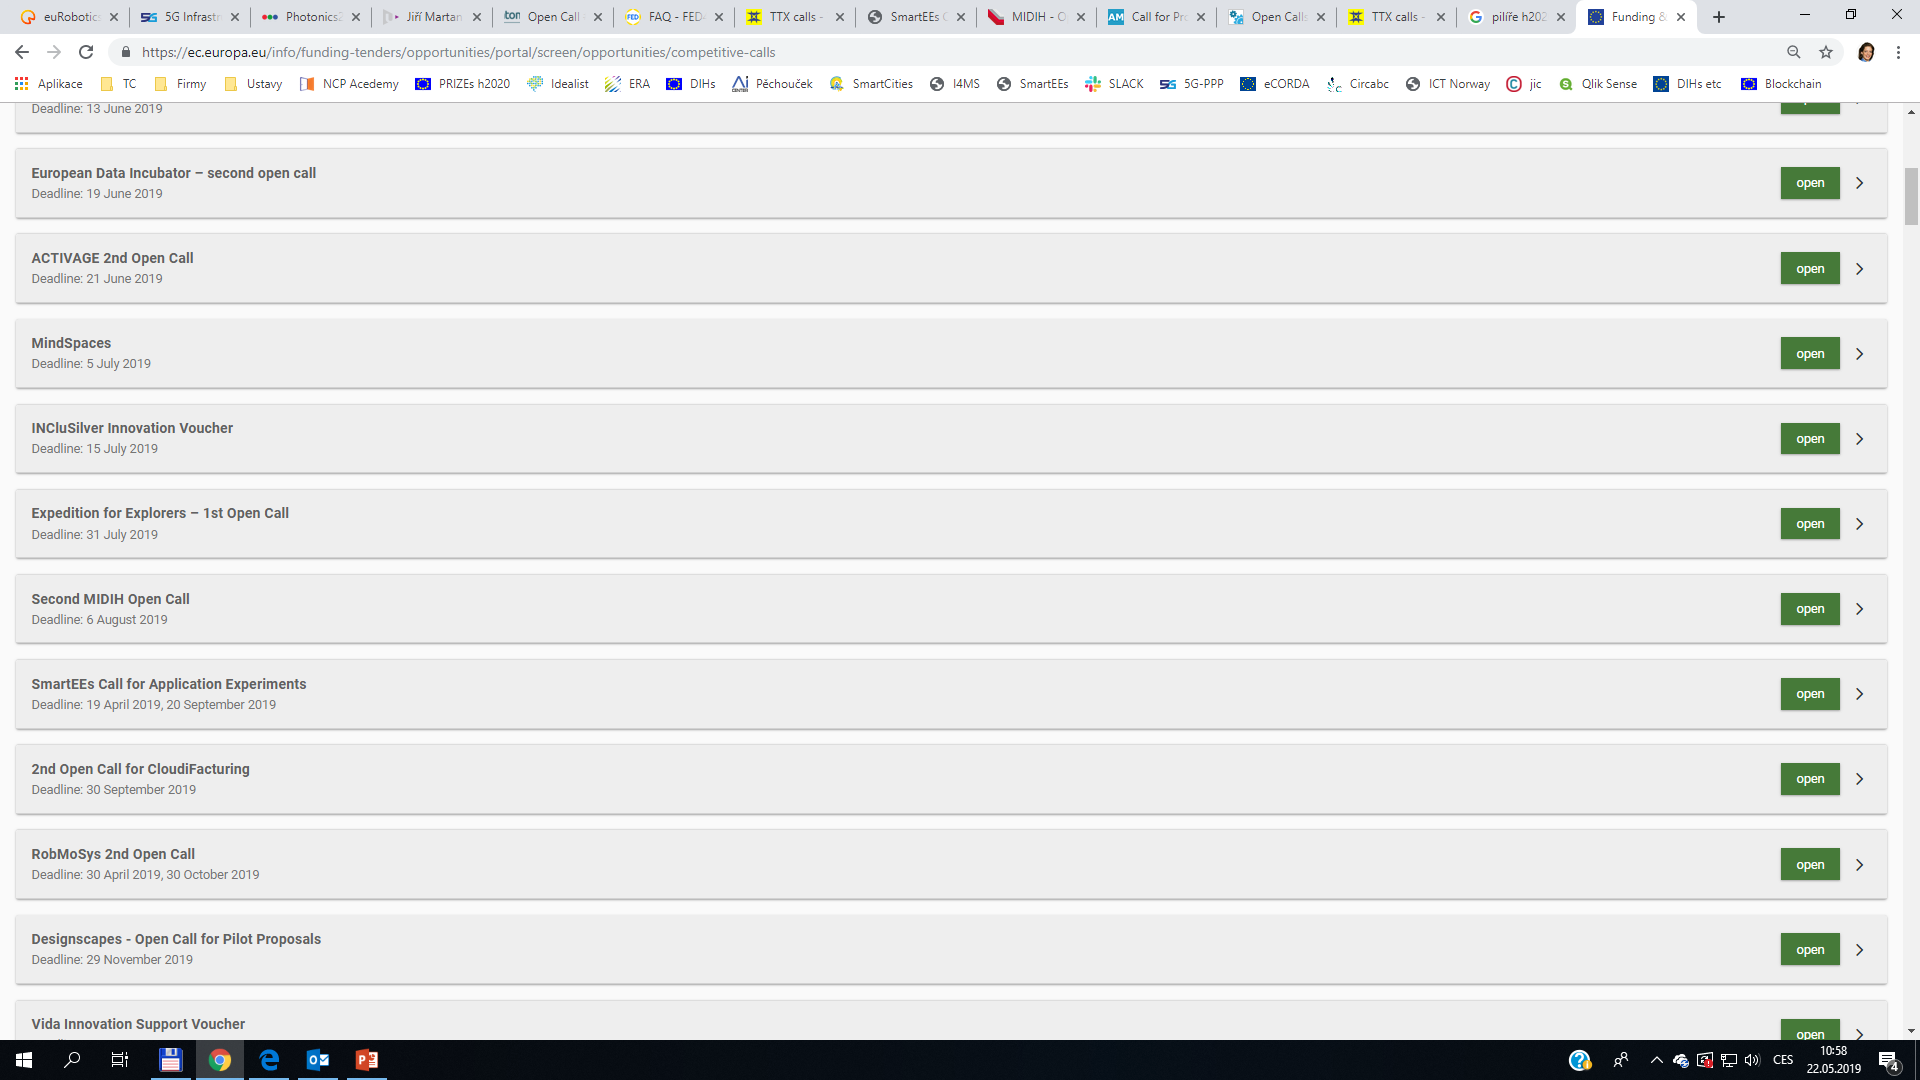 euRobotics
5G Infrastr
Photonics2
Jiří Martan
Open Call
FAQ - FED
TTX calls -
SmartEEs C
MIDIH - O
Call for Pro
Open Calls
TTX calls -
pilíře h202
Funding &
https://ec.europa.eu/info/funding-tenders/opportunities/portal/screen/opportunities/competitive-calls
Aplikace
TC
Firmy
Ustavy
NCP Acedemy
PRIZEs h2020
Idealist
ERA
DIHs
Pěchouček
SmartCities
I4MS
SmartEEs
SLACK
5G-PPP
eCORDA
Circabc
ICT Norway
jic
Qlik Sense
DIHs etc
Blockchain
Deadline: 13 June 2019
European Data Incubator – second open call
Deadline: 19 June 2019
open
ACTIVAGE 2nd Open Call
Deadline: 21 June 2019
open
MindSpaces
Deadline: 5 July 2019
open
INCluSilver Innovation Voucher
Deadline: 15 July 2019
open
Expedition for Explorers – 1st Open Call
Deadline: 31 July 2019
open
Second MIDIH Open Call
Deadline: 6 August 2019
open
SmartEEs Call for Application Experiments
Deadline: 19 April 2019, 20 September 2019
open
2nd Open Call for CloudiFacturing
Deadline: 30 September 2019
open
RobMoSys 2nd Open Call
Deadline: 30 April 2019, 30 October 2019
open
Designscapes - Open Call for Pilot Proposals
Deadline: 29 November 2019
open
Vida Innovation Support Voucher
open
CES
10:58
22.05.2019
4